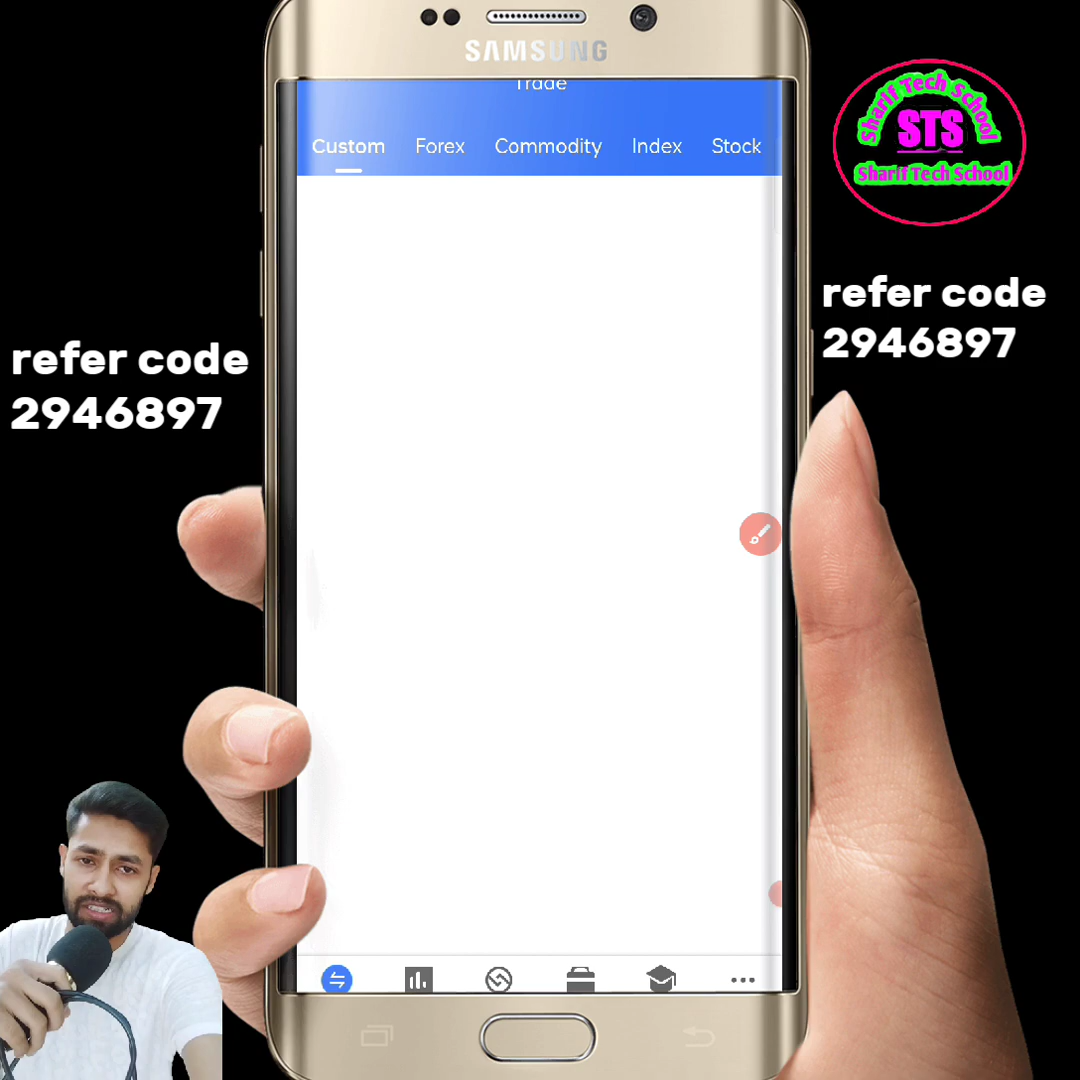 SAMSUNG
Trade
Custom Forex Commodity Index Stock
Sharif Tech School
STS
Sharif Tech School
refer code
2946897
refer code
2946897